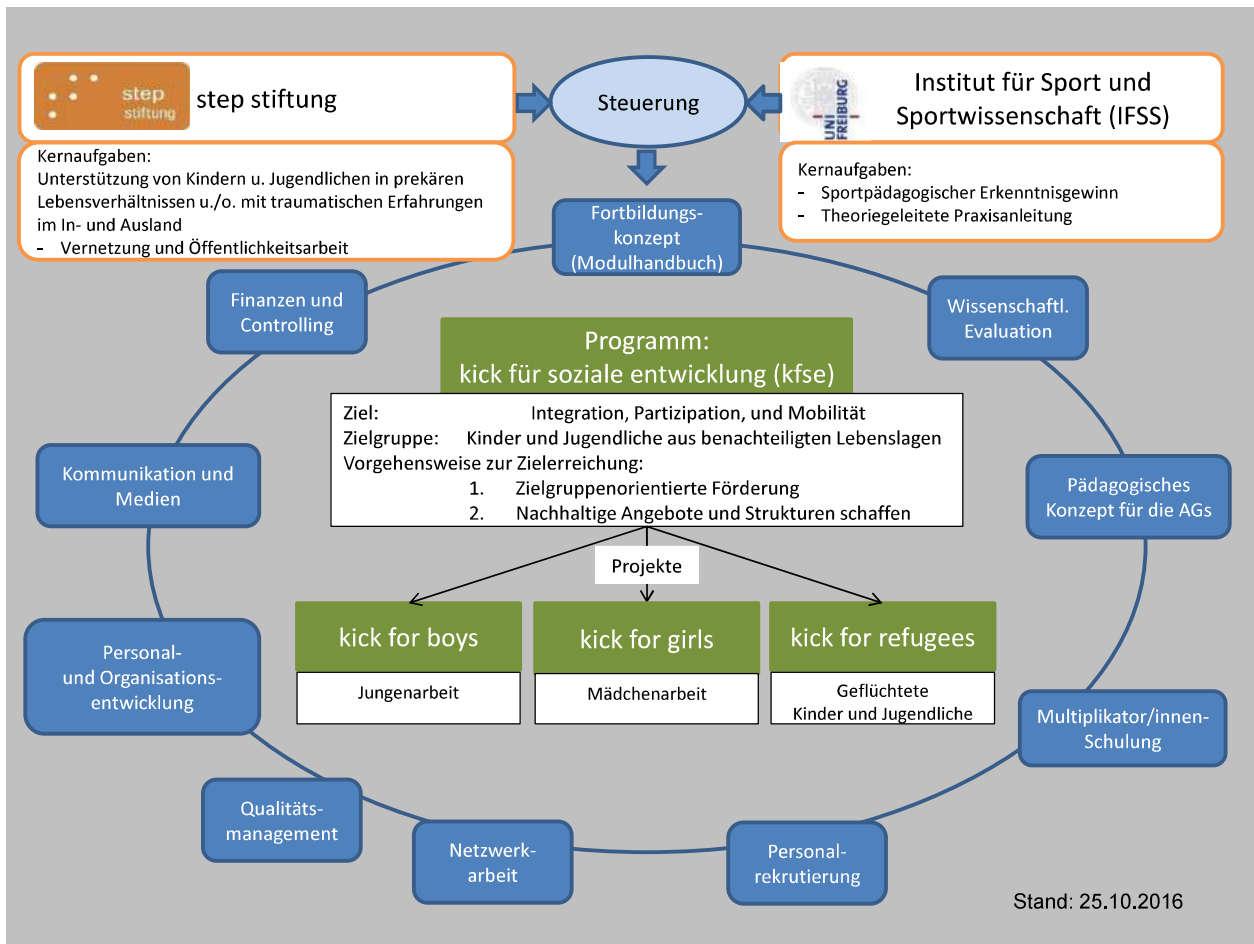 step
stiftung
step stiftung
Steuerung
UNI
FREIBURG
Institut für Sport und
Sportwissenschaft (IFSS)
Kernaufgaben:
Unterstützung von Kindern u. Jugendlichen in prekären
Lebensverhältnissen u./o. mit traumatischen Erfahrungen
im In- und Ausland
- Vernetzung und Öffentlichkeitsarbeit
Kernaufgaben:
- Sportpädagogischer Erkenntnisgewinn
- Theoriegeleitete Praxisanleitung
Fortbildungs-
konzept
(Modulhandbuch)
Finanzen und
Controlling
Wissenschaftl.
Evaluation
Programm:
kick für soziale entwicklung (kfse)
Ziel: Integration, Partizipation, und Mobilität
Zielgruppe: Kinder und Jugendliche aus benachteiligten Lebenslagen
Vorgehensweise zur Zielerreichung:
1. Zielgruppenorientierte Förderung
2. Nachhaltige Angebote und Strukturen schaffen
Kommunikation und
Medien
Pädagogisches
Konzept für die AGs
Projekte
kick for boys
Jungenarbeit
kick for girls
Mädchenarbeit
kick for refugees
Geflüchtete
Kinder und Jugendliche
Personal-
und Organisations-
entwicklung
Multiplikator/innen-
Schulung
Qualitäts-
management
Netzwerk-
arbeit
Personal-
rekrutierung
Stand: 25.10.2016